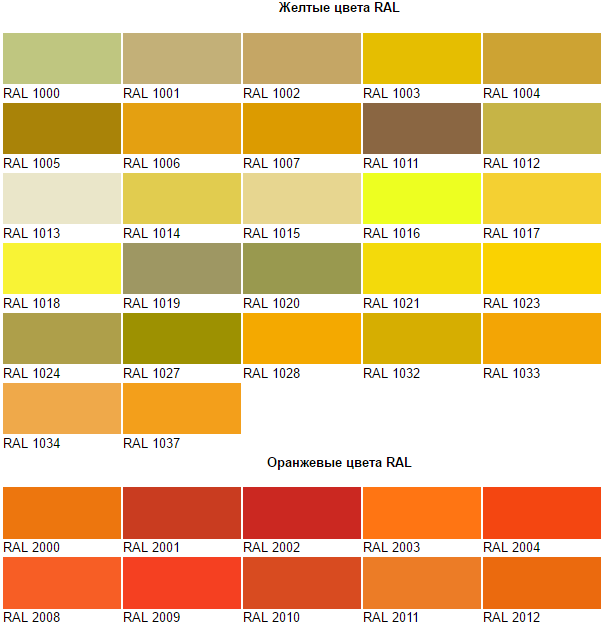 Желтые цвета RAL
RAL 1000 RAL 1001 RAL 1002 RAL 1003 RAL 1004
RAL 1005 RAL 1006 RAL 1007 RAL 1011 RAL 1012
RAL 1013 RAL 1014 RAL 1015 RAL 1016 RAL 1017
RAL 1018 RAL 1019 RAL 1020 RAL 1021 RAL 1023
RAL 1024 RAL 1027 RAL 1028 RAL 1032 RAL 1033
RAL 1034 RAL 1037
Оранжевые цвета RAL
RAL 2000 RAL 2001 RAL 2002 RAL 2003 RAL 2004
RAL 2008 RAL 2009 RAL 2010 RAL 2011 RAL 2012